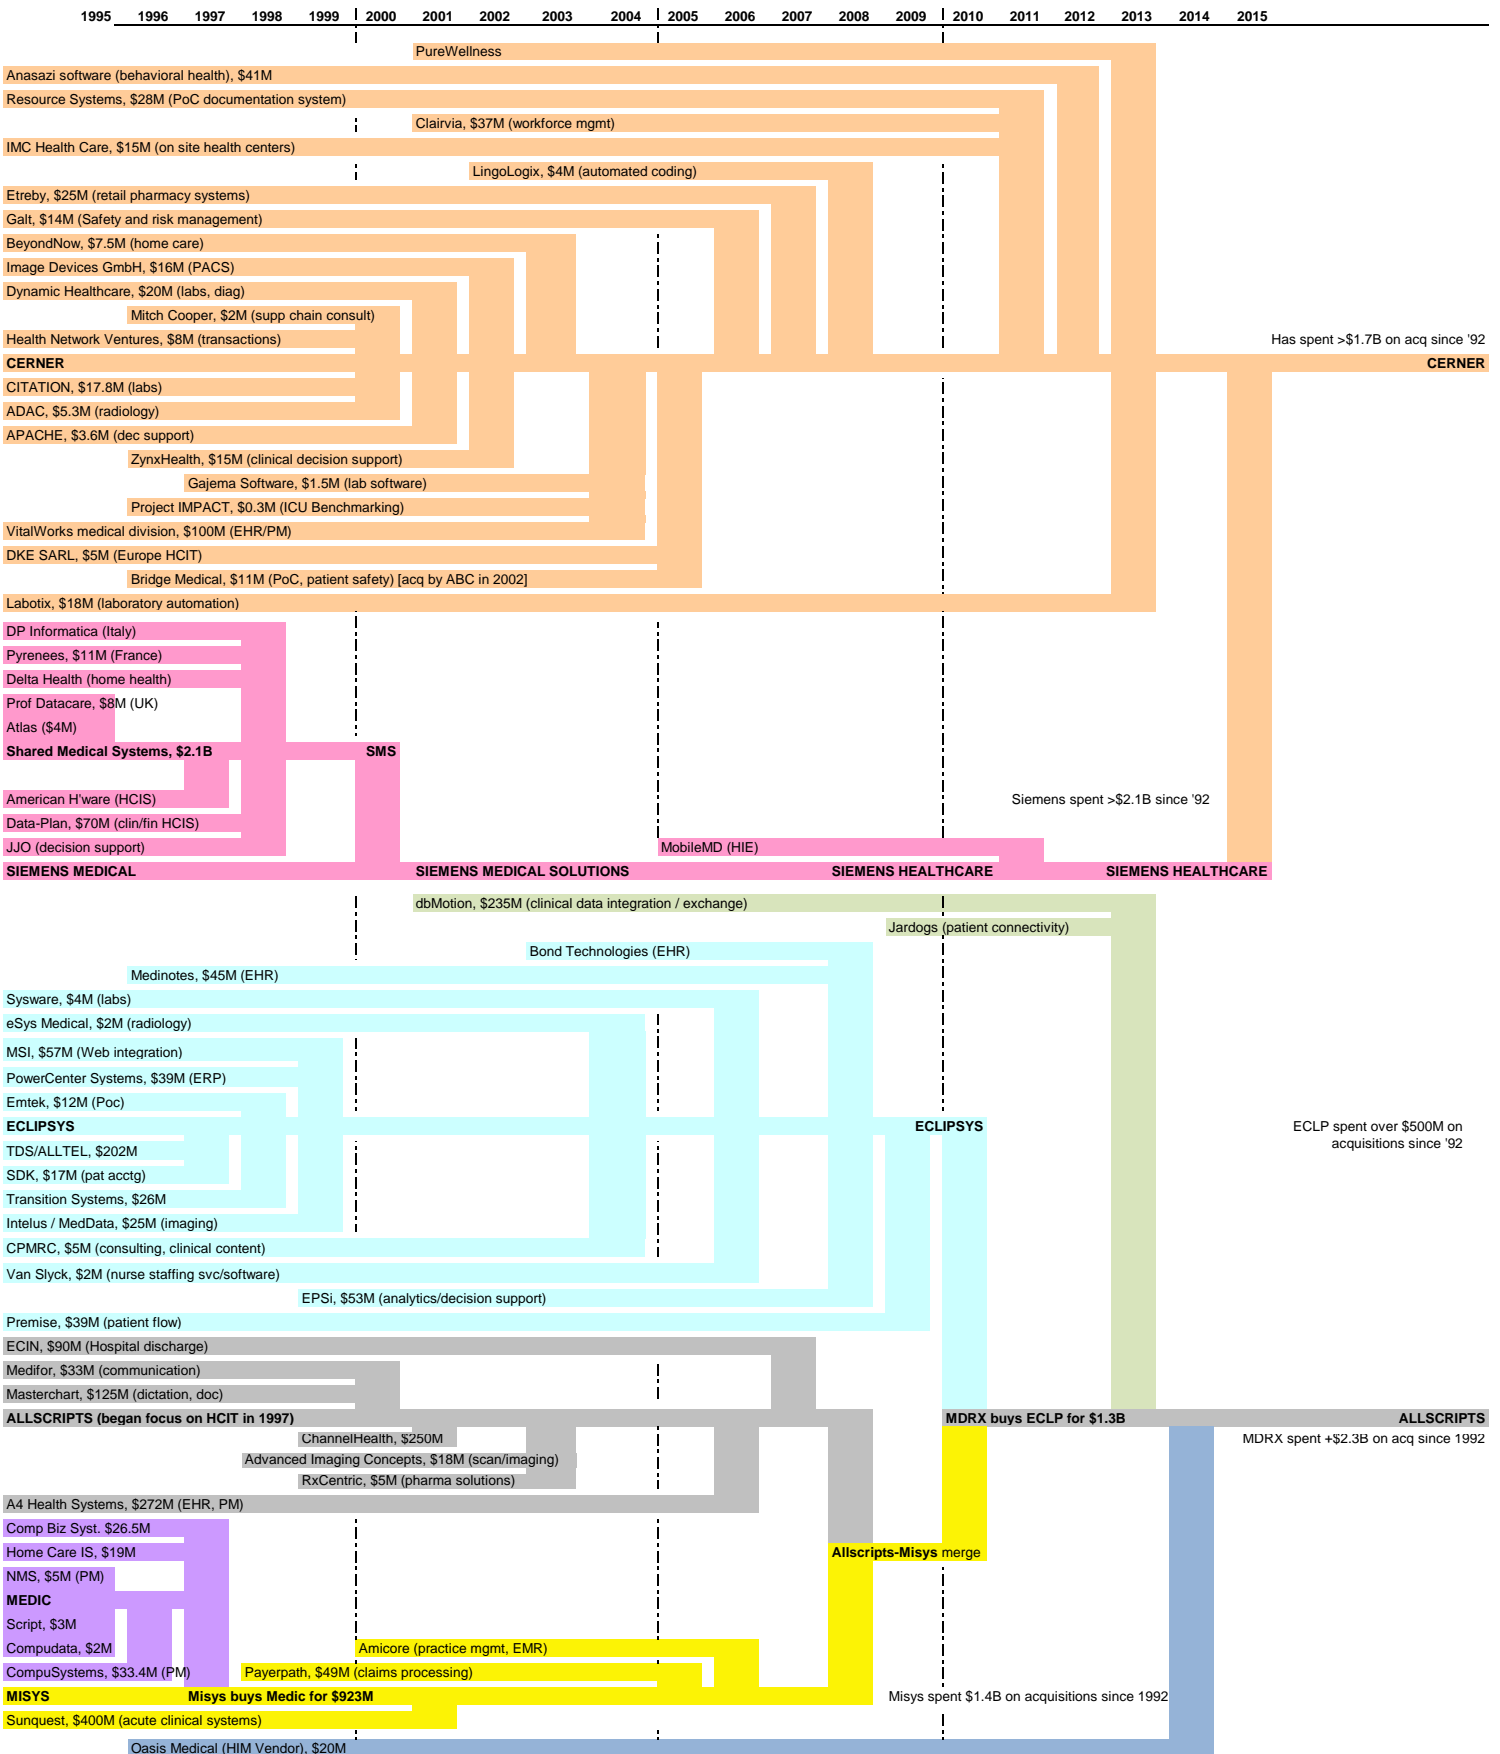 1995 1996 1997 1998 1999 2000 2001 2002 2003 2004 2005 2006 2007 2008 2009 2010 2011 2012 2013 2014 2015
PureWellness
Anasazi software (behavioral health), $41M
Resource Systems, $28M (PoC documentation system)
Clairvia, $37M (workforce mgmt)
IMC Health Care, $15M (on site health centers)
LingoLogix, $4M (automated coding)
Etreby, $25M (retail pharmacy systems)
Galt, $14M (Safety and risk management)
BeyondNow, $7.5M (home care)
Image Devices GmbH, $16M (PACS)
Dynamic Healthcare, $20M (labs, diag)
Mitch Cooper, $2M (supp chain consult)
Health Network Ventures, $8M (transactions) Has spent >$1.7B on acq since '92
CERNER CERNER
CITATION, $17.8M (labs)
ADAC, $5.3M (radiology)
APACHE, $3.6M (dec support)
ZynxHealth, $15M (clinical decision support)
Gajema Software, $1.5M (lab software)
Project IMPACT, $0.3M (ICU Benchmarking)
VitalWorks medical division, $100M (EHR/PM)
DKE SARL, $5M (Europe HCIT)
Bridge Medical, $11M (PoC, patient safety) [acq by ABC in 2002]
Labotix, $18M (laboratory automation)
DP Informatica (Italy)
Pyrenees, $11M (France)
Delta Health (home health)
Prof Datacare, $8M (UK)
Atlas ($4M)
Shared Medical Systems, $2.1B SMS
American H'ware (HCIS) Siemens spent >$2.1B since '92
Data-Plan, $70M (clin/fin HCIS)
JJO (decision support) MobileMD (HIE)
SIEMENS MEDICAL SIEMENS MEDICAL SOLUTIONS SIEMENS HEALTHCARE SIEMENS HEALTHCARE
dbMotion, $235M (clinical data integration / exchange)
Jardogs (patient connectivity)
Bond Technologies (EHR)
Medinotes, $45M (EHR)
Sysware, $4M (labs)
eSys Medical, $2M (radiology)
MSI, $57M (Web integration)
PowerCenter Systems, $39M (ERP)
Emtek, $12M (Poc)
ECLIPSYS ECLIPSYS ECLP spent over $500M on
acquisitions since '92
TDS/ALLTEL, $202M
SDK, $17M (pat acctg)
Transition Systems, $26M
Intelus / MedData, $25M (imaging)
CPMRC, $5M (consulting, clinical content)
Van Slyck, $2M (nurse staffing svc/software)
EPSi, $53M (analytics/decision support)
Premise, $39M (patient flow)
ECIN, $90M (Hospital discharge)
Medifor, $33M (communication)
Masterchart, $125M (dictation, doc)
ALLSCRIPTS (began focus on HCIT in 1997) MDRX buys ECLP for $1.3B ALLSCRIPTS
ChannelHealth, $250M MDRX spent +$2.3B on acq since 1992
Advanced Imaging Concepts, $18M (scan/imaging)
RxCentric, $5M (pharma solutions)
A4 Health Systems, $272M (EHR, PM)
Comp Biz Syst. $26.5M
Home Care IS, $19M Allscripts-Misys merge
NMS, $5M (PM)
MEDIC
Script, $3M
Compudata, $2M Amicore (practice mgmt, EMR)
CompuSystems, $33.4M (PM) Payerpath, $49M (claims processing)
MISYS Misys buys Medic for $923M Misys spent $1.4B on acquisitions since 1992
Sunquest, $400M (acute clinical systems)
Oasis Medical (HIM Vendor), $20M